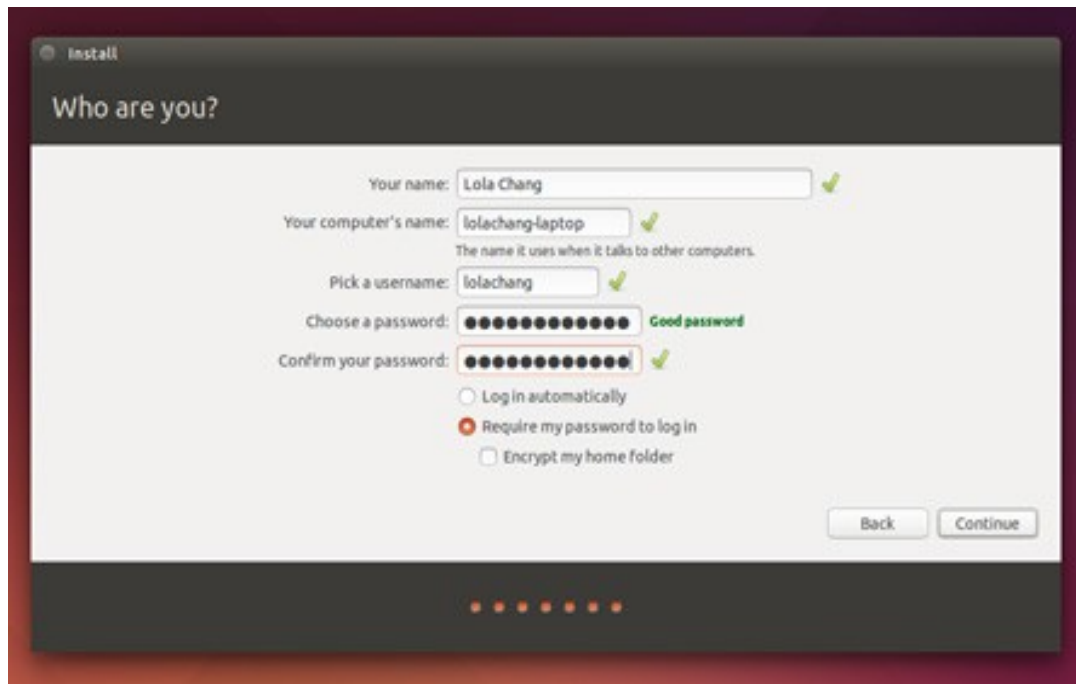 Install
Who are you?
Your name: Lola Chang
Your computer's name: lolachang-laptop
The name it uses when it talks to other computers.
Pick a username: lolachang
Choose a password: ●●●●●●●●●●●● Good password
Confirm your password: ●●●●●●●●●●●●
Log in automatically
Require my password to log in
Encrypt my home folder
Back Continue